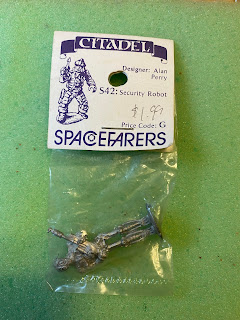 CITADEL
Designer: Alan
Perry
S42: Security Robot
$1.99
Price Code: G
SPACEFARERS